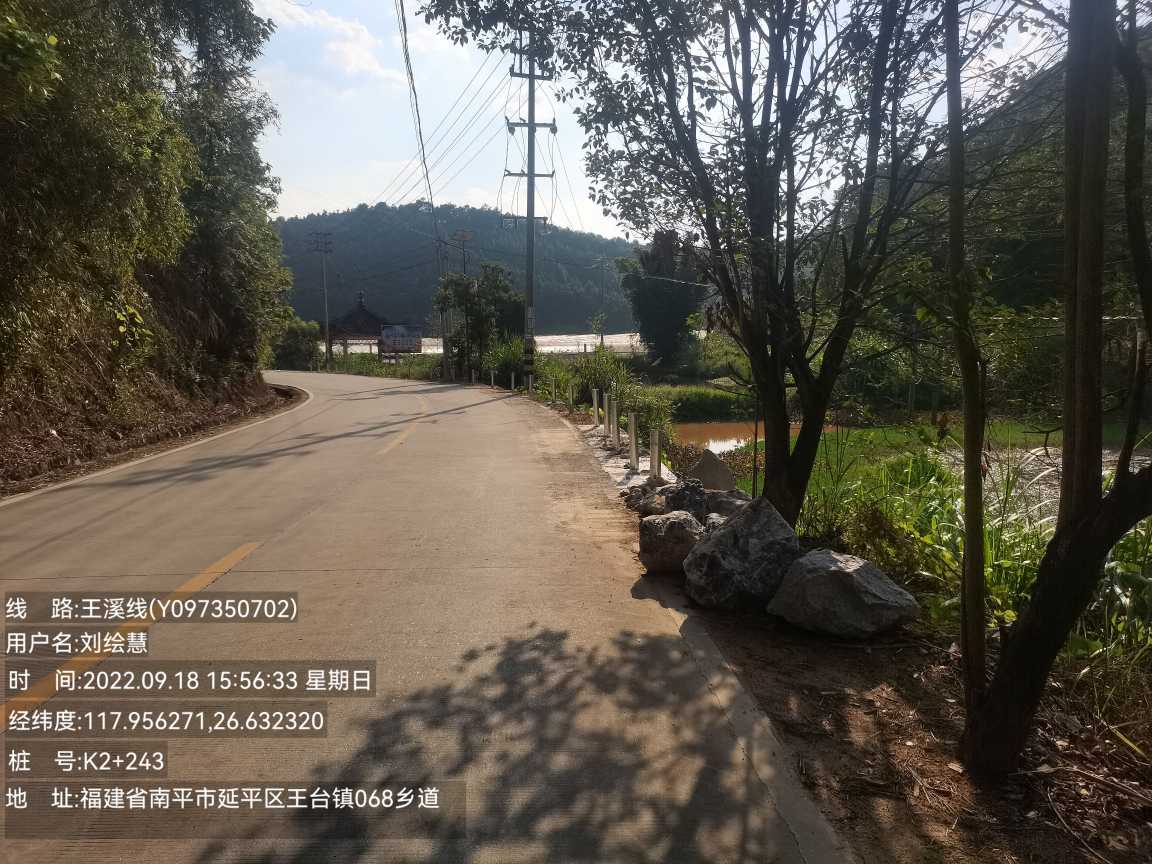 线 路:王溪线(Y097350702)
用户名:刘绘慧
时 间:2022.09.18 15:56:33 星期日
经纬度:117.956271,26.632320
桩 号:K2+243
地 址:福建省南平市延平区王台镇068乡道